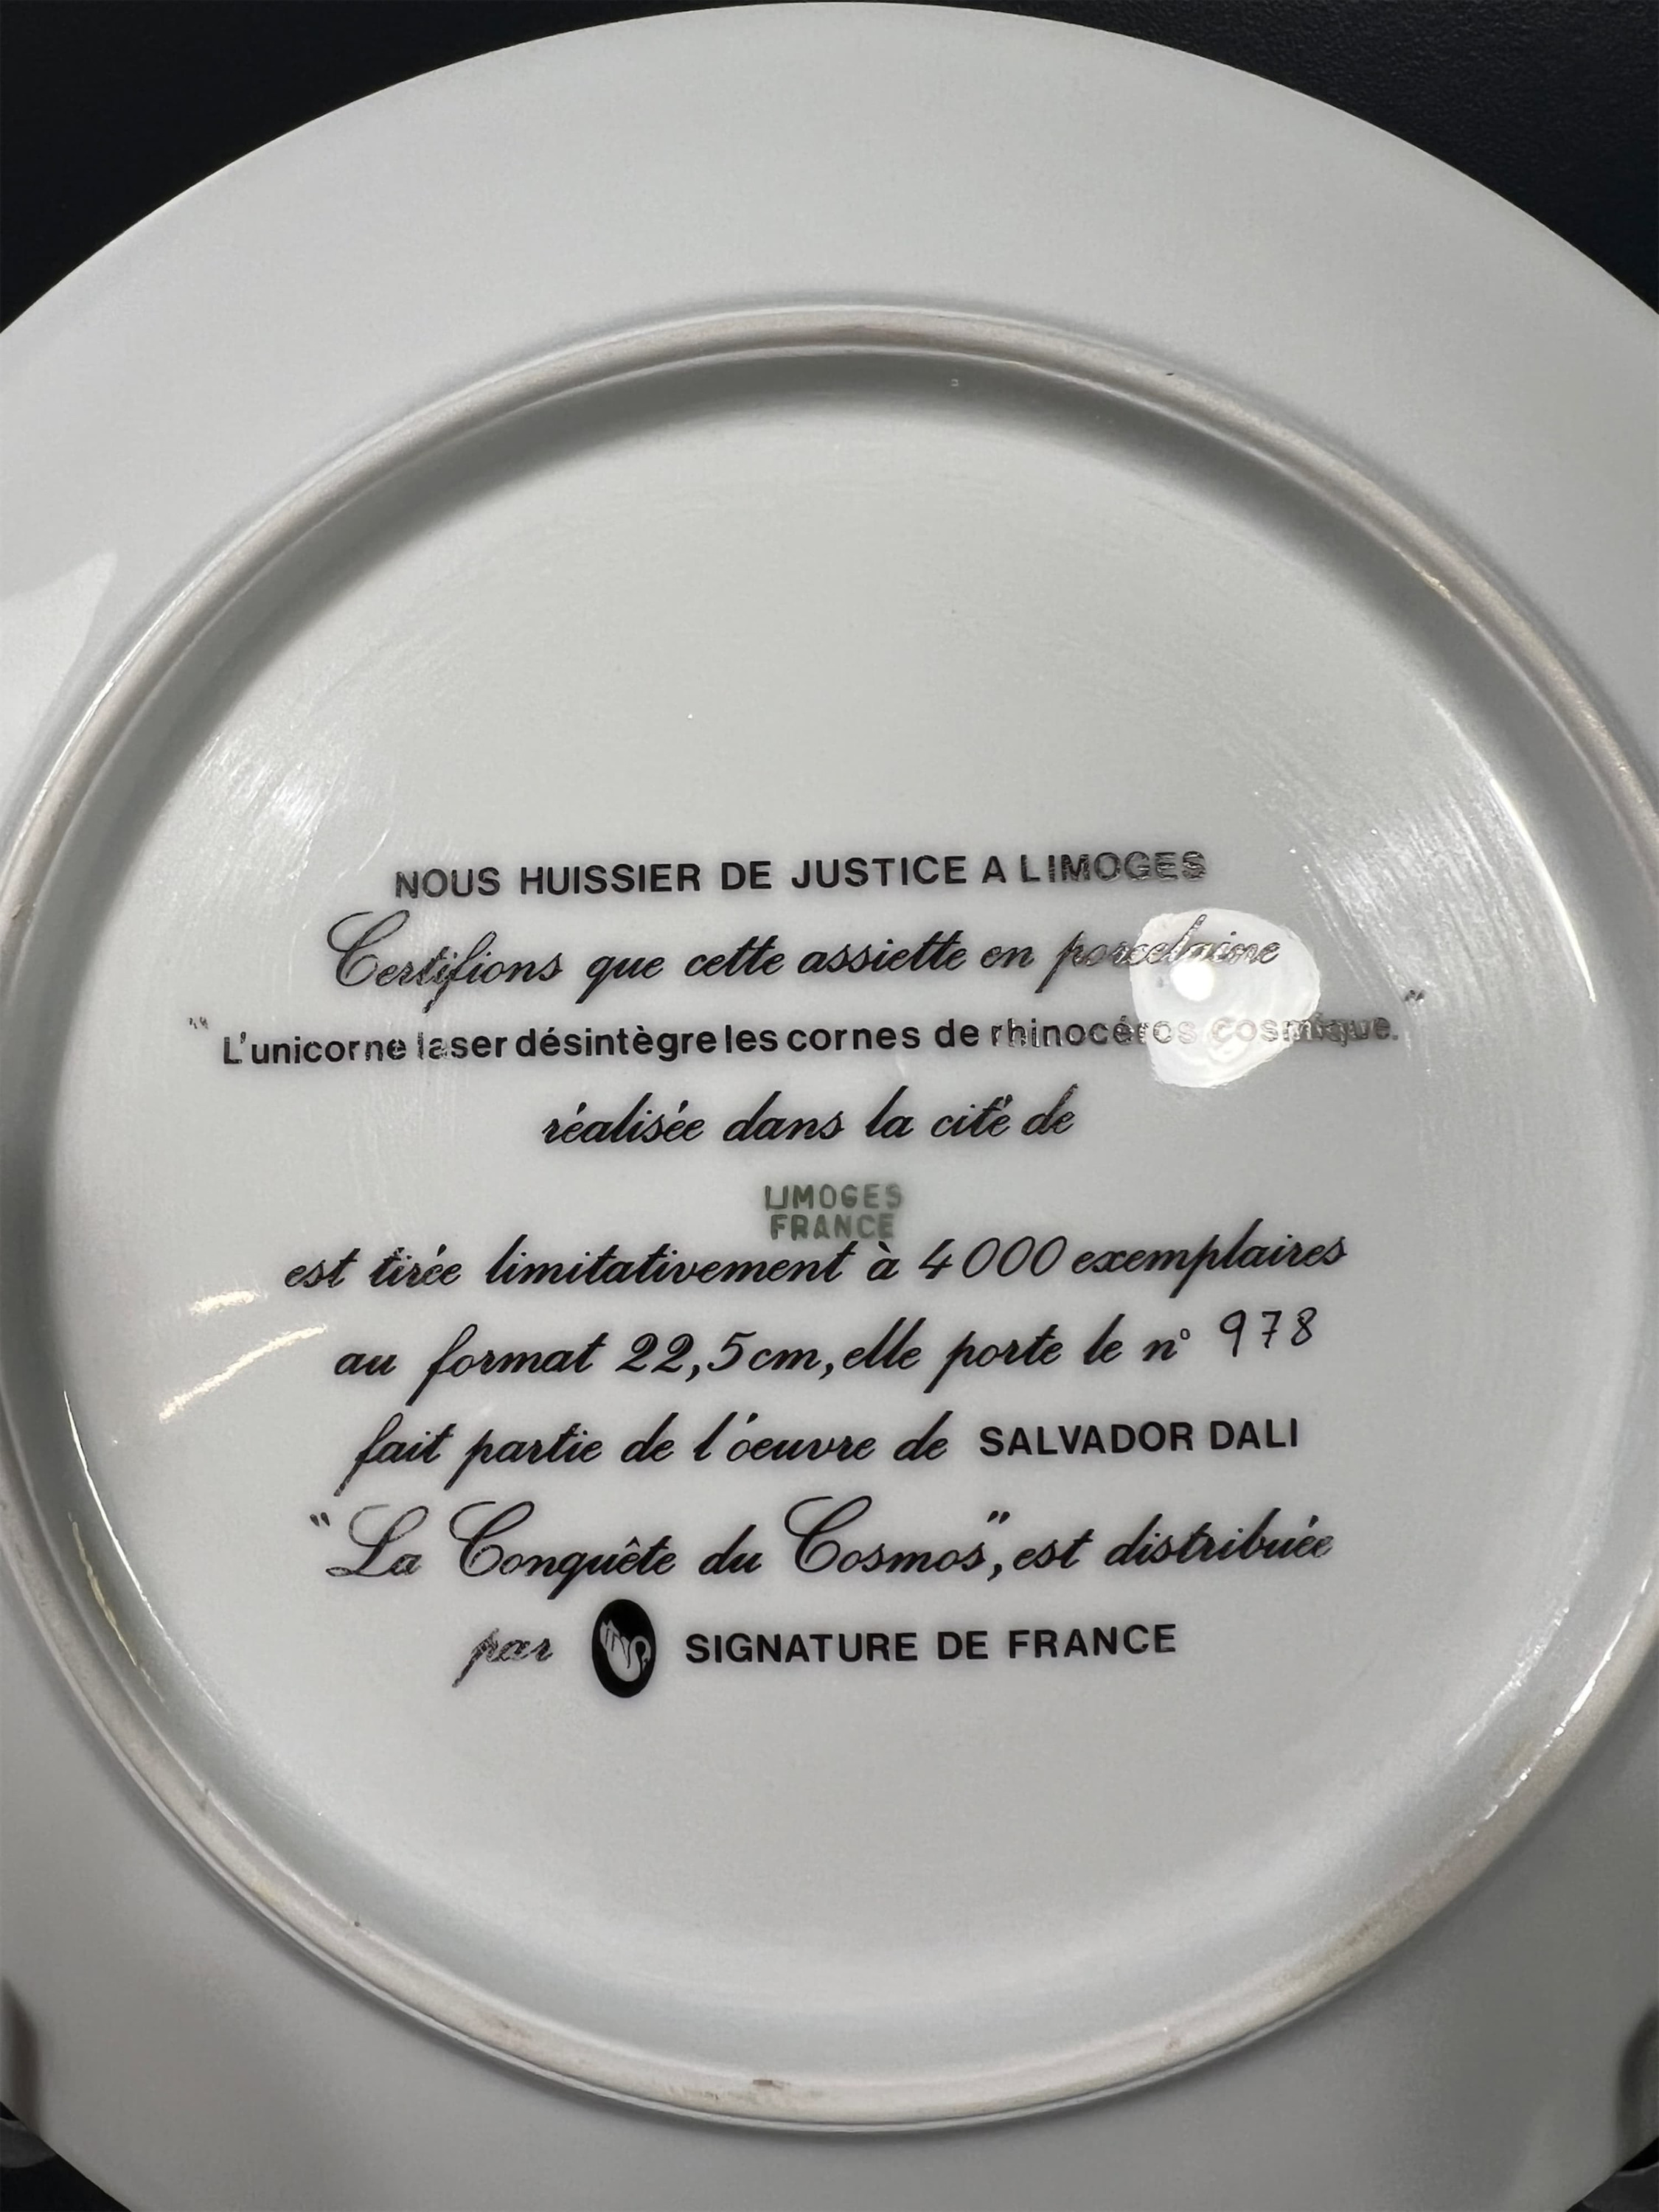 NOUS HUISSIER DE JUSTICE A LIMOGES
Certifions que cette assiette en porcelaine
"L'unicorne laser désintègre les cornes de rhinocéros cosmique."
réalisée dans la cité de
LIMOGES
FRANCE
est tirée limitativement à 4000 exemplaires
au format 22,5cm, elle porte le n° 978
fait partie de l'oeuvre de SALVADOR DALI
"La Conquête du Cosmos", est distribuée
par SIGNATURE DE FRANCE